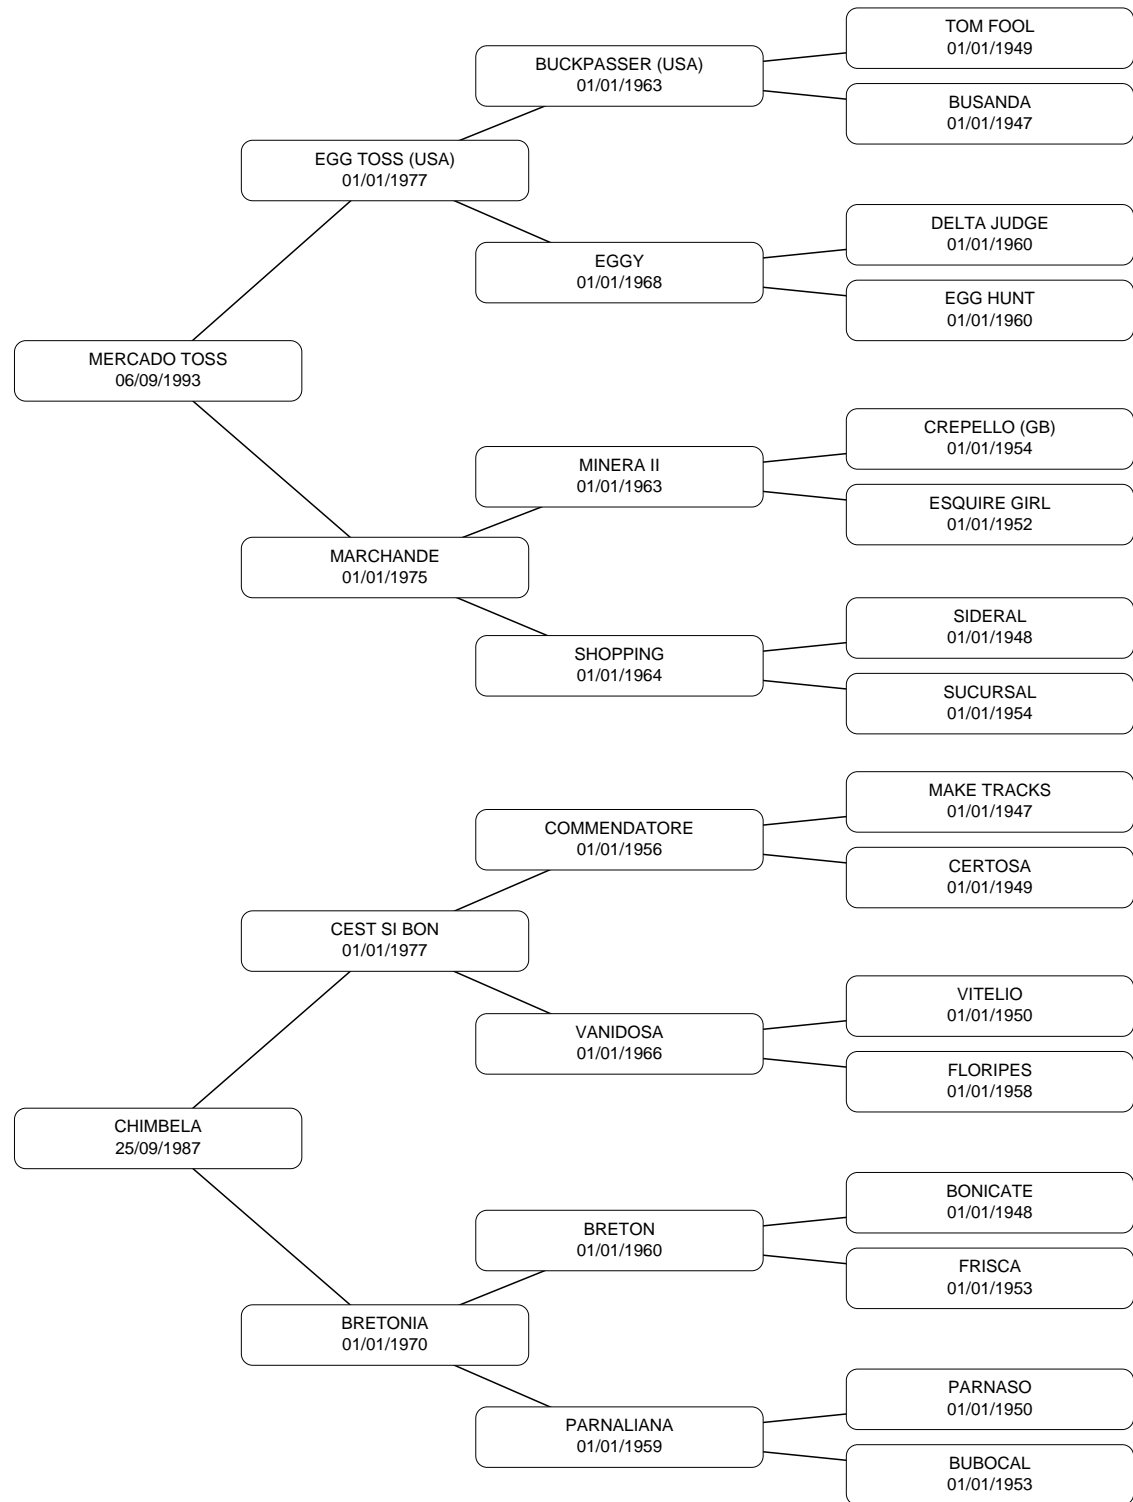 TOM FOOL
01/01/1949
BUCKPASSER (USA)
01/01/1963
BUSANDA
01/01/1947
EGG TOSS (USA)
01/01/1977
DELTA JUDGE
01/01/1960
EGGY
01/01/1968
EGG HUNT
01/01/1960
MERCADO TOSS
06/09/1993
CREPELLO (GB)
01/01/1954
MINERA II
01/01/1963
ESQUIRE GIRL
01/01/1952
MARCHANDE
01/01/1975
SIDERAL
01/01/1948
SHOPPING
01/01/1964
SUCURSAL
01/01/1954
MAKE TRACKS
01/01/1947
COMMENDATORE
01/01/1956
CERTOSA
01/01/1949
CEST SI BON
01/01/1977
VITELIO
01/01/1950
VANIDOSA
01/01/1966
FLORIPES
01/01/1958
CHIMBELA
25/09/1987
BONICATE
01/01/1948
BRETON
01/01/1960
FRISCA
01/01/1953
BRETONIA
01/01/1970
PARNASO
01/01/1950
PARNALIANA
01/01/1959
BUBOCAL
01/01/1953